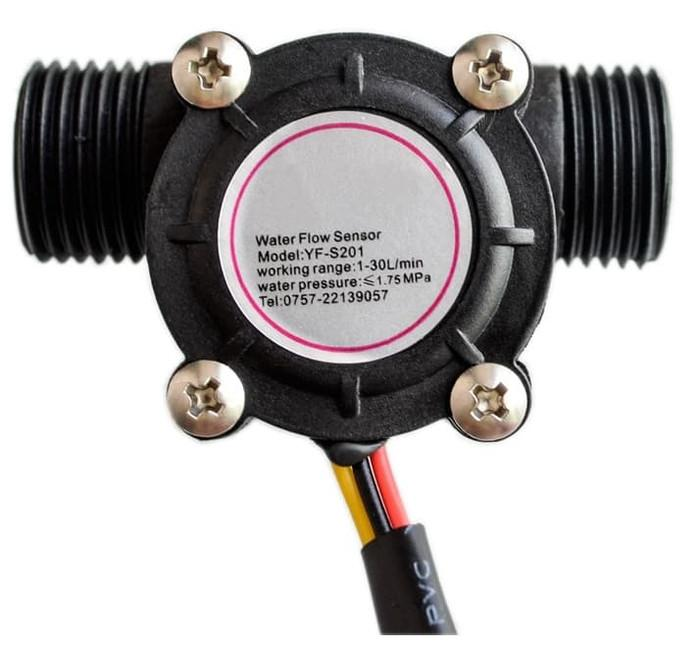 Water Flow Sensor
Model:YF-S201
working range:1-30L/min
water pressure:≤1.75MPa
Tel:0757-22139057
PVC